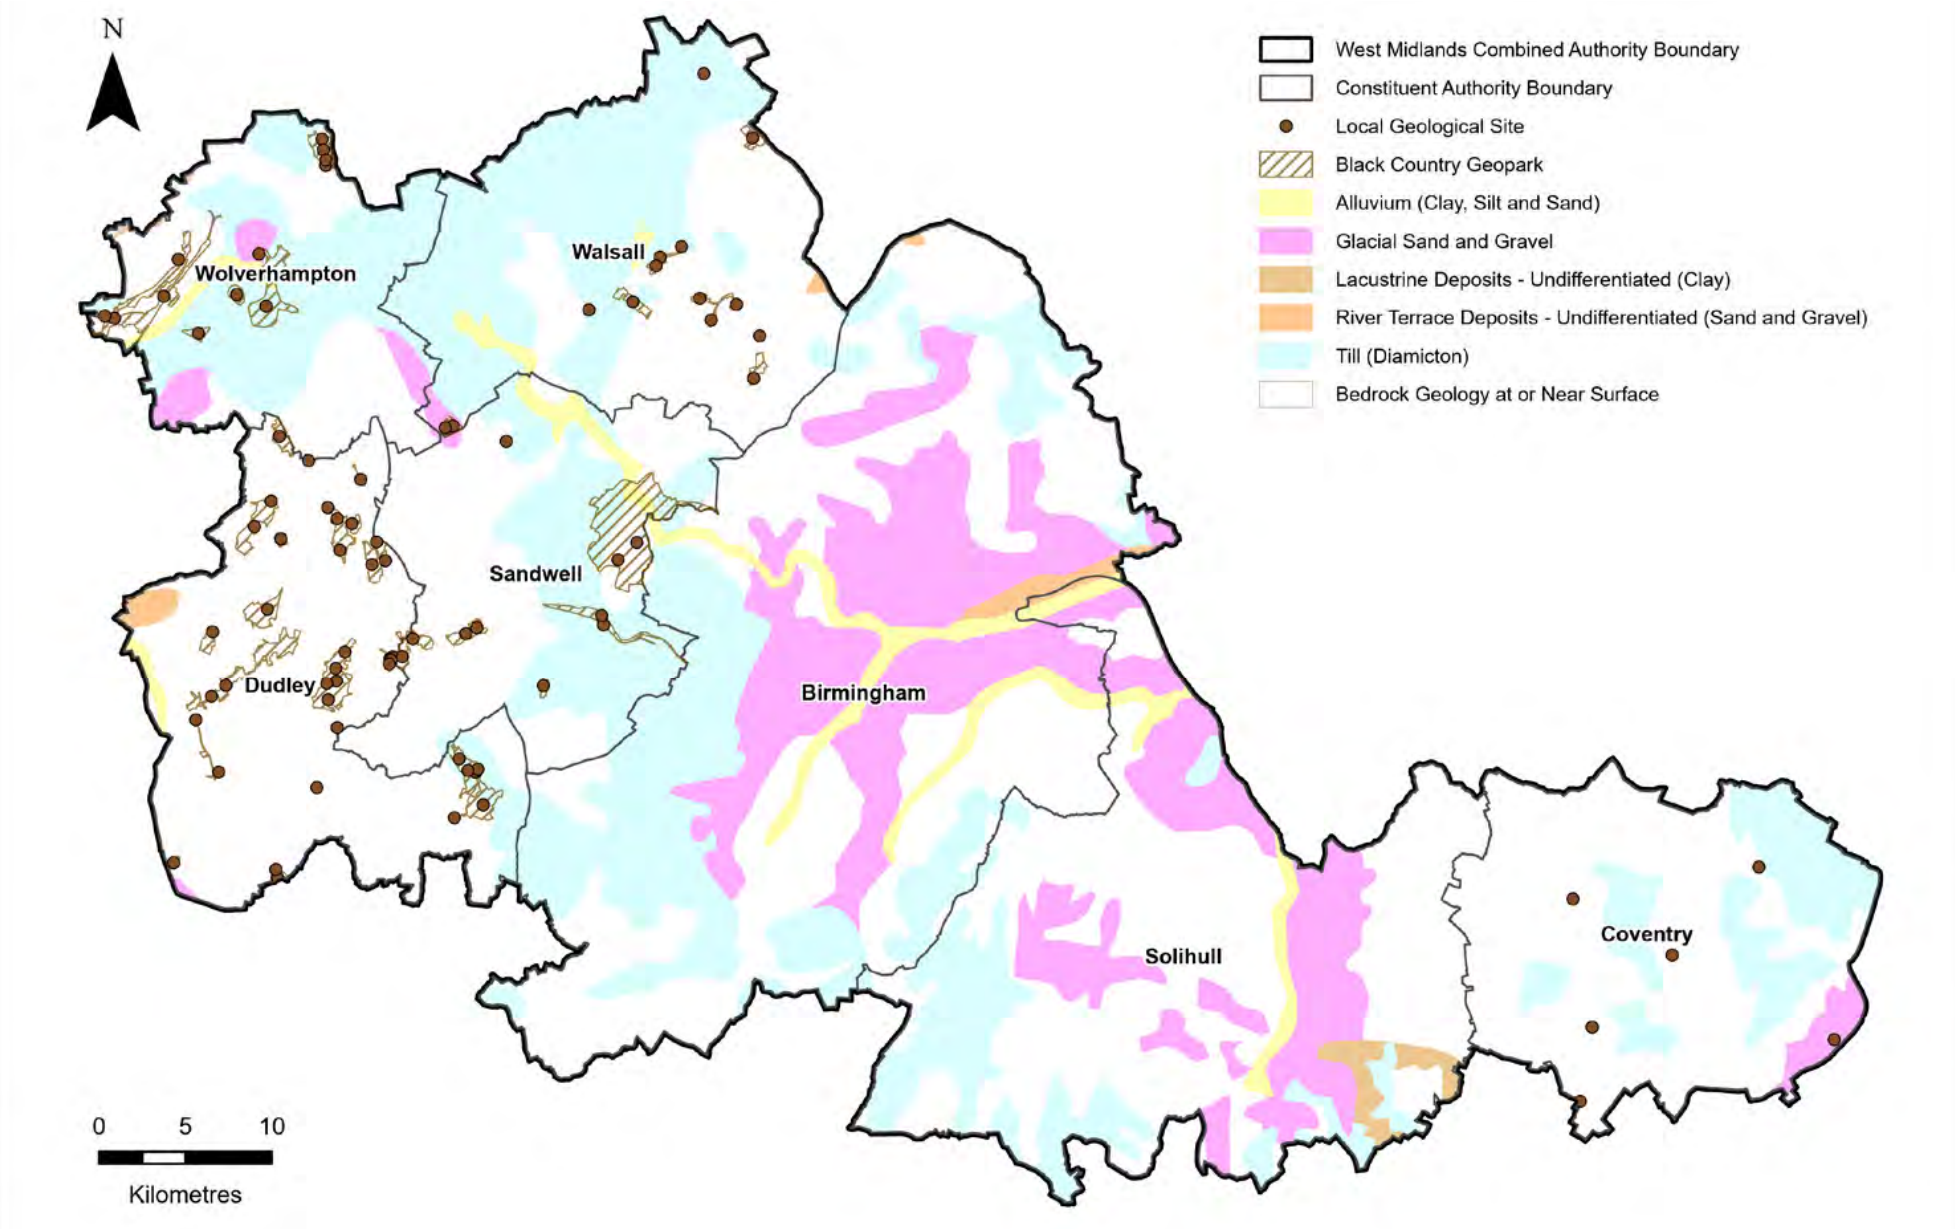 N
West Midlands Combined Authority Boundary
Constituent Authority Boundary
Local Geological Site
Black Country Geopark
Alluvium (Clay, Silt and Sand)
Glacial Sand and Gravel
Lacustrine Deposits - Undifferentiated (Clay)
River Terrace Deposits - Undifferentiated (Sand and Gravel)
Till (Diamicton)
Bedrock Geology at or Near Surface
Walsall
Wolverhampton
Sandwell
Dudley
Birmingham
Coventry
Solihull
0 5 10
Kilometres